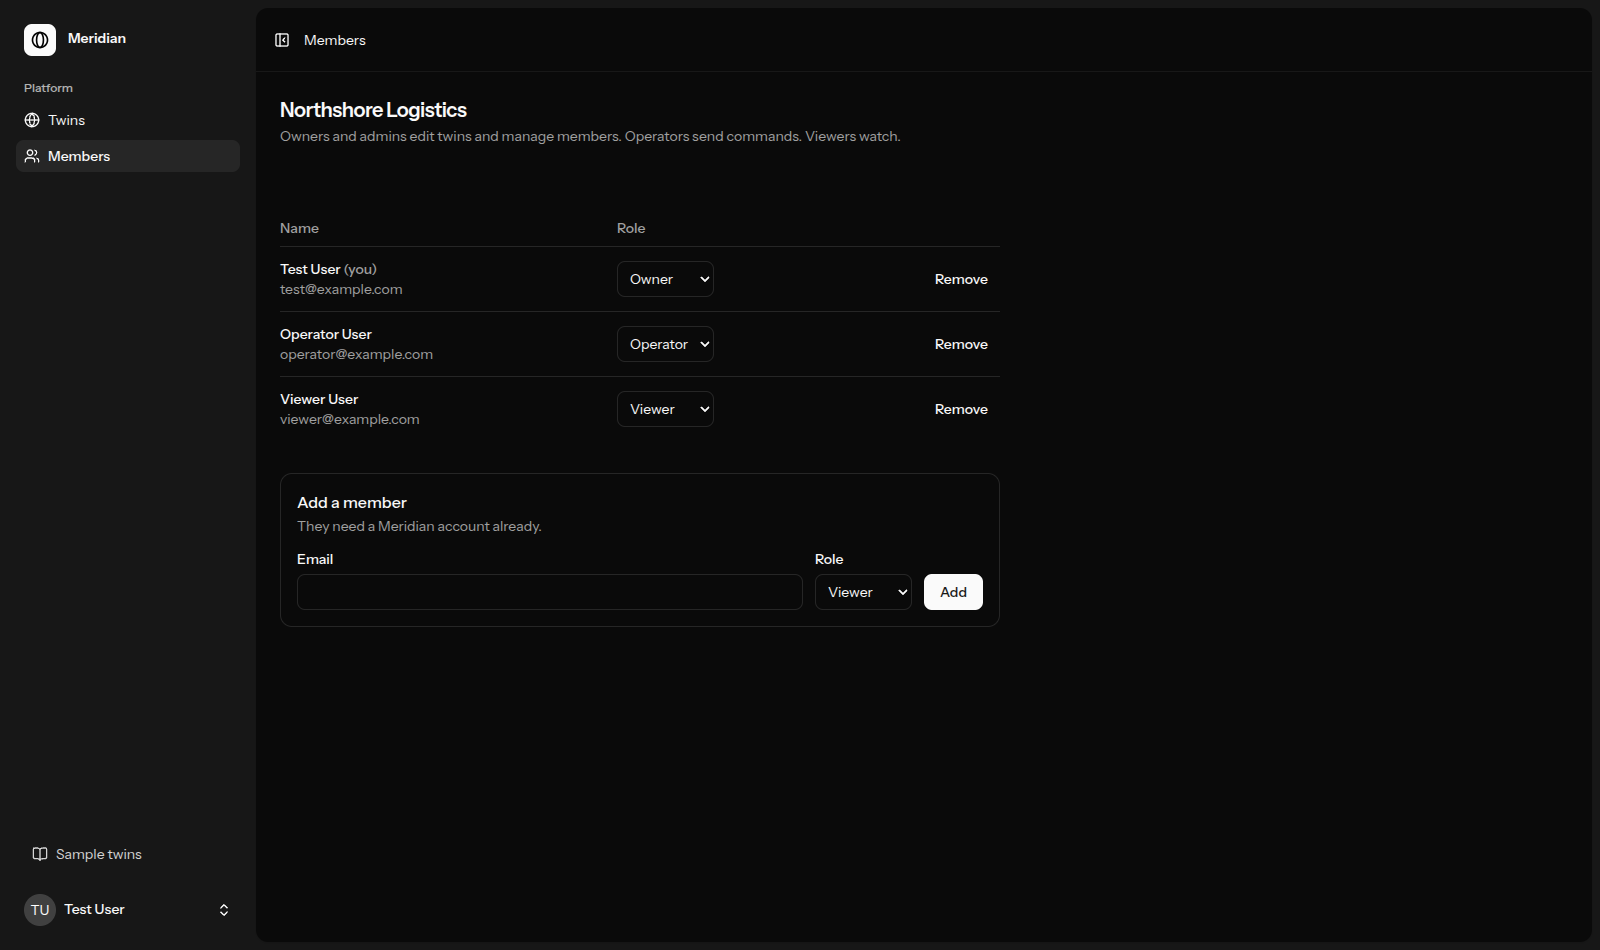 Meridian
Platform
Twins
Members
Sample twins
TU Test User
Members
Northshore Logistics
Owners and admins edit twins and manage members. Operators send commands. Viewers watch.
Name Role
Test User (you)
test@example.com
Owner
Remove
Operator User
operator@example.com
Operator
Remove
Viewer User
viewer@example.com
Viewer
Remove
Add a member
They need a Meridian account already.
Email Role
Viewer Add